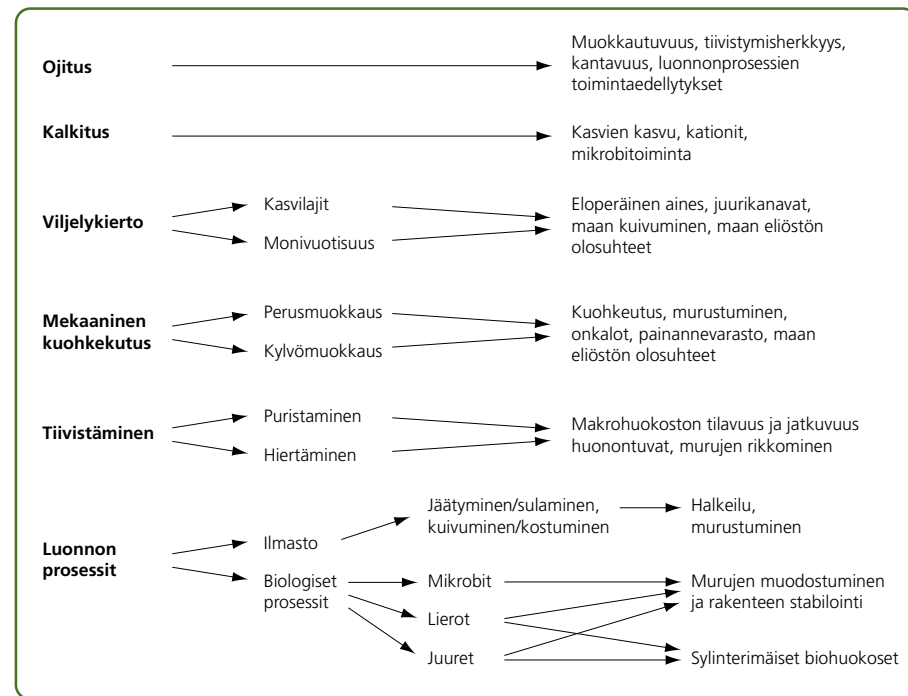 Ojitus
Muokkautuvuus, tiivistymisherkkyys,
kantavuus, luonnonprosessien
toimintaedellytykset
Kalkitus
Kasvien kasvu, kationit,
mikrobitoiminta
Viljelykierto
Kasvilajit
Monivuotisuus
Eloperäinen aines, juurikanavat,
maan kuivuminen, maan eliöstön
olosuhteet
Mekaaninen
kuohkekutus
Perusmuokkaus
Kylvömuokkaus
Kuohkeutus, murustuminen,
onkalot, painannevarasto, maan
eliöstön olosuhteet
Tiivistäminen
Puristaminen
Hiertäminen
Makrohuokoston tilavuus ja jatkuvuus
huonontuvat, murujen rikkominen
Luonnon
prosessit
Ilmasto
Jäätyminen/sulaminen,
kuivuminen/kostuminen
Halkeilu,
murustuminen
Biologiset
prosessit
Mikrobit
Lierot
Juuret
Murujen muodostuminen
ja rakenteen stabilointi
Sylinterimäiset biohuokoset